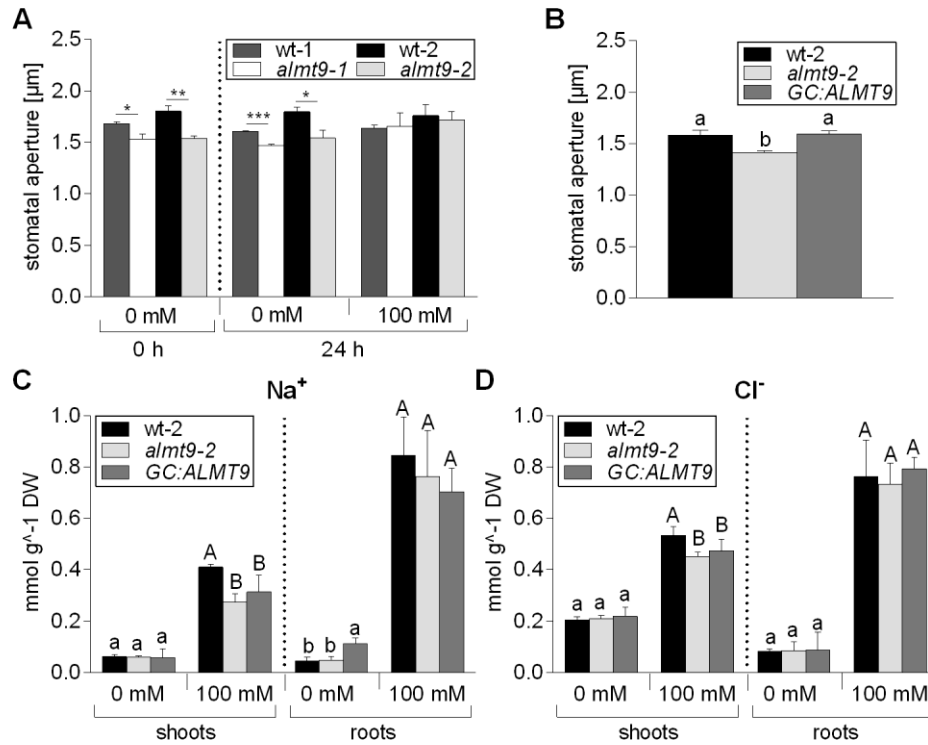 A
stomatal aperture [µm]
2.5
2.0
1.5
1.0
0.5
0.0
wt-1 wt-2
almt9-1 almt9-2
* **
*** *
0 mM 0 mM 100 mM
0 h 24 h
B
stomatal aperture [µm]
2.5
2.0
1.5
1.0
0.5
0.0
wt-2
almt9-2
GC:ALMT9
a b a
C
Na+
mmol g^-1 DW
1.0
0.8
0.6
0.4
0.2
0.0
wt-2
almt9-2
GC:ALMT9
a a a A B B b b a A A A
0 mM 100 mM 0 mM 100 mM
shoots roots
D
Cl-
mmol g^-1 DW
1.0
0.8
0.6
0.4
0.2
0.0
wt-2
almt9-2
GC:ALMT9
a a a A B B a a a A A A
0 mM 100 mM 0 mM 100 mM
shoots roots